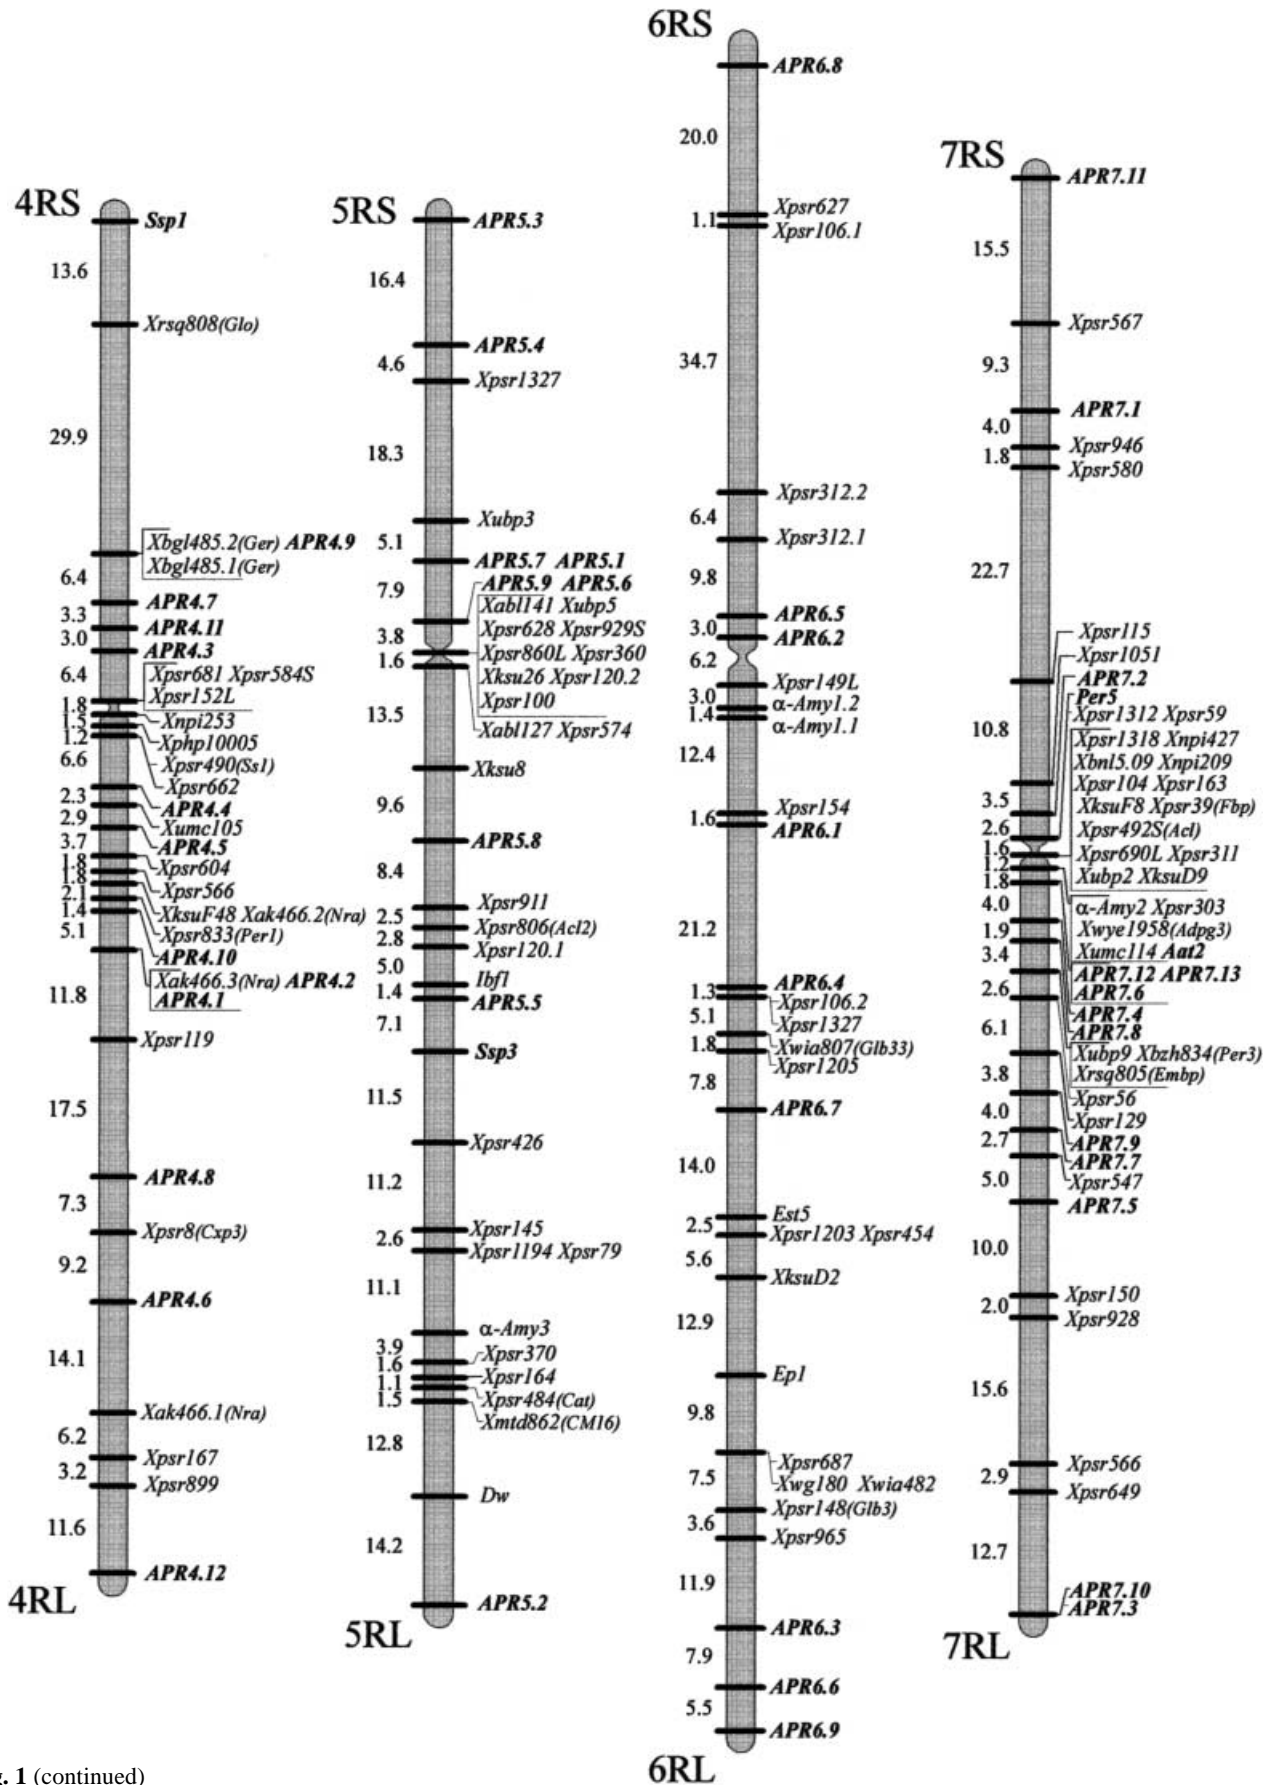 4RS
Ssp1
13.6
Xrsq808(Glo)
29.9
Xbgl485.2(Ger) APR4.9
Xbgl485.1(Ger)
6.4
APR4.7
3.3
APR4.11
3.0
APR4.3
6.4
Xpsr681 Xpsr584S
Xpsr152L
1.8
1.5
Xnpi253
1.2
Xphp10005
6.6
Xpsr490(Ss1)
Xpsr662
2.3
APR4.4
2.9
Xumc105
3.7
APR4.5
1.8
Xpsr604
1.8
Xpsr566
2.1
XksuF48 Xak466.2(Nra)
1.4
Xpsr833(Per1)
5.1
APR4.10
Xak466.3(Nra) APR4.2
APR4.1
11.8
Xpsr119
17.5
APR4.8
7.3
Xpsr8(Cxp3)
9.2
APR4.6
14.1
Xak466.1(Nra)
6.2
Xpsr167
3.2
Xpsr899
11.6
APR4.12
4RL
5RS
APR5.3
16.4
APR5.4
4.6
Xpsr1327
18.3
Xubp3
5.1
APR5.7 APR5.1
7.9
APR5.9 APR5.6
Xabl141 Xubp5
3.8
Xpsr628 Xpsr929S
1.6
Xpsr860L Xpsr360
Xksu26 Xpsr120.2
Xpsr100
13.5
Xabl127 Xpsr574
Xksu8
9.6
APR5.8
8.4
Xpsr911
2.5
Xpsr806(Acl2)
2.8
Xpsr120.1
5.0
Ibf1
1.4
APR5.5
7.1
Ssp3
11.5
Xpsr426
11.2
Xpsr145
2.6
Xpsr1194 Xpsr79
11.1
α-Amy3
3.9
Xpsr370
1.6
Xpsr164
1.1
Xpsr484(Cat)
1.5
Xmtd862(CM16)
12.8
Dw
14.2
APR5.2
5RL
6RS
APR6.8
20.0
Xpsr627
1.1
Xpsr106.1
34.7
Xpsr312.2
6.4
Xpsr312.1
9.8
APR6.5
3.0
APR6.2
6.2
Xpsr149L
3.0
α-Amy1.2
1.4
α-Amy1.1
12.4
Xpsr154
1.6
APR6.1
21.2
APR6.4
1.3
Xpsr106.2
5.1
Xpsr1327
Xwia807(Glb33)
1.8
Xpsr1205
7.8
APR6.7
14.0
Est5
2.5
Xpsr1203 Xpsr454
5.6
XksuD2
12.9
Ep1
9.8
Xpsr687
7.5
Xwg180 Xwia482
Xpsr148(Glb3)
3.6
Xpsr965
11.9
APR6.3
7.9
APR6.6
5.5
APR6.9
6RL
7RS
APR7.11
15.5
Xpsr567
9.3
APR7.1
4.0
Xpsr946
1.8
Xpsr580
22.7
Xpsr115
Xpsr1051
APR7.2
Per5
Xpsr1312 Xpsr59
10.8
Xpsr1318 Xnpi427
Xbnl5.09 Xnpi209
Xpsr104 Xpsr163
3.5
XksuF8 Xpsr39(Fbp)
2.6
Xpsr492S(Acl)
1.6
Xpsr690L Xpsr311
1.2
Xubp2 XksuD9
1.8
4.0
α-Amy2 Xpsr303
1.9
Xwye1958(Adpg3)
3.4
Xumc114 Aat2
APR7.12 APR7.13
2.6
APR7.6
APR7.4
6.1
APR7.8
Xubp9 Xbzh834(Per3)
3.8
Xrsq805(Embp)
Xpsr56
4.0
Xpsr129
2.7
APR7.9
APR7.7
5.0
Xpsr547
APR7.5
10.0
Xpsr150
2.0
Xpsr928
15.6
Xpsr566
2.9
Xpsr649
12.7
APR7.10
APR7.3
7RL
g. 1 (continued)